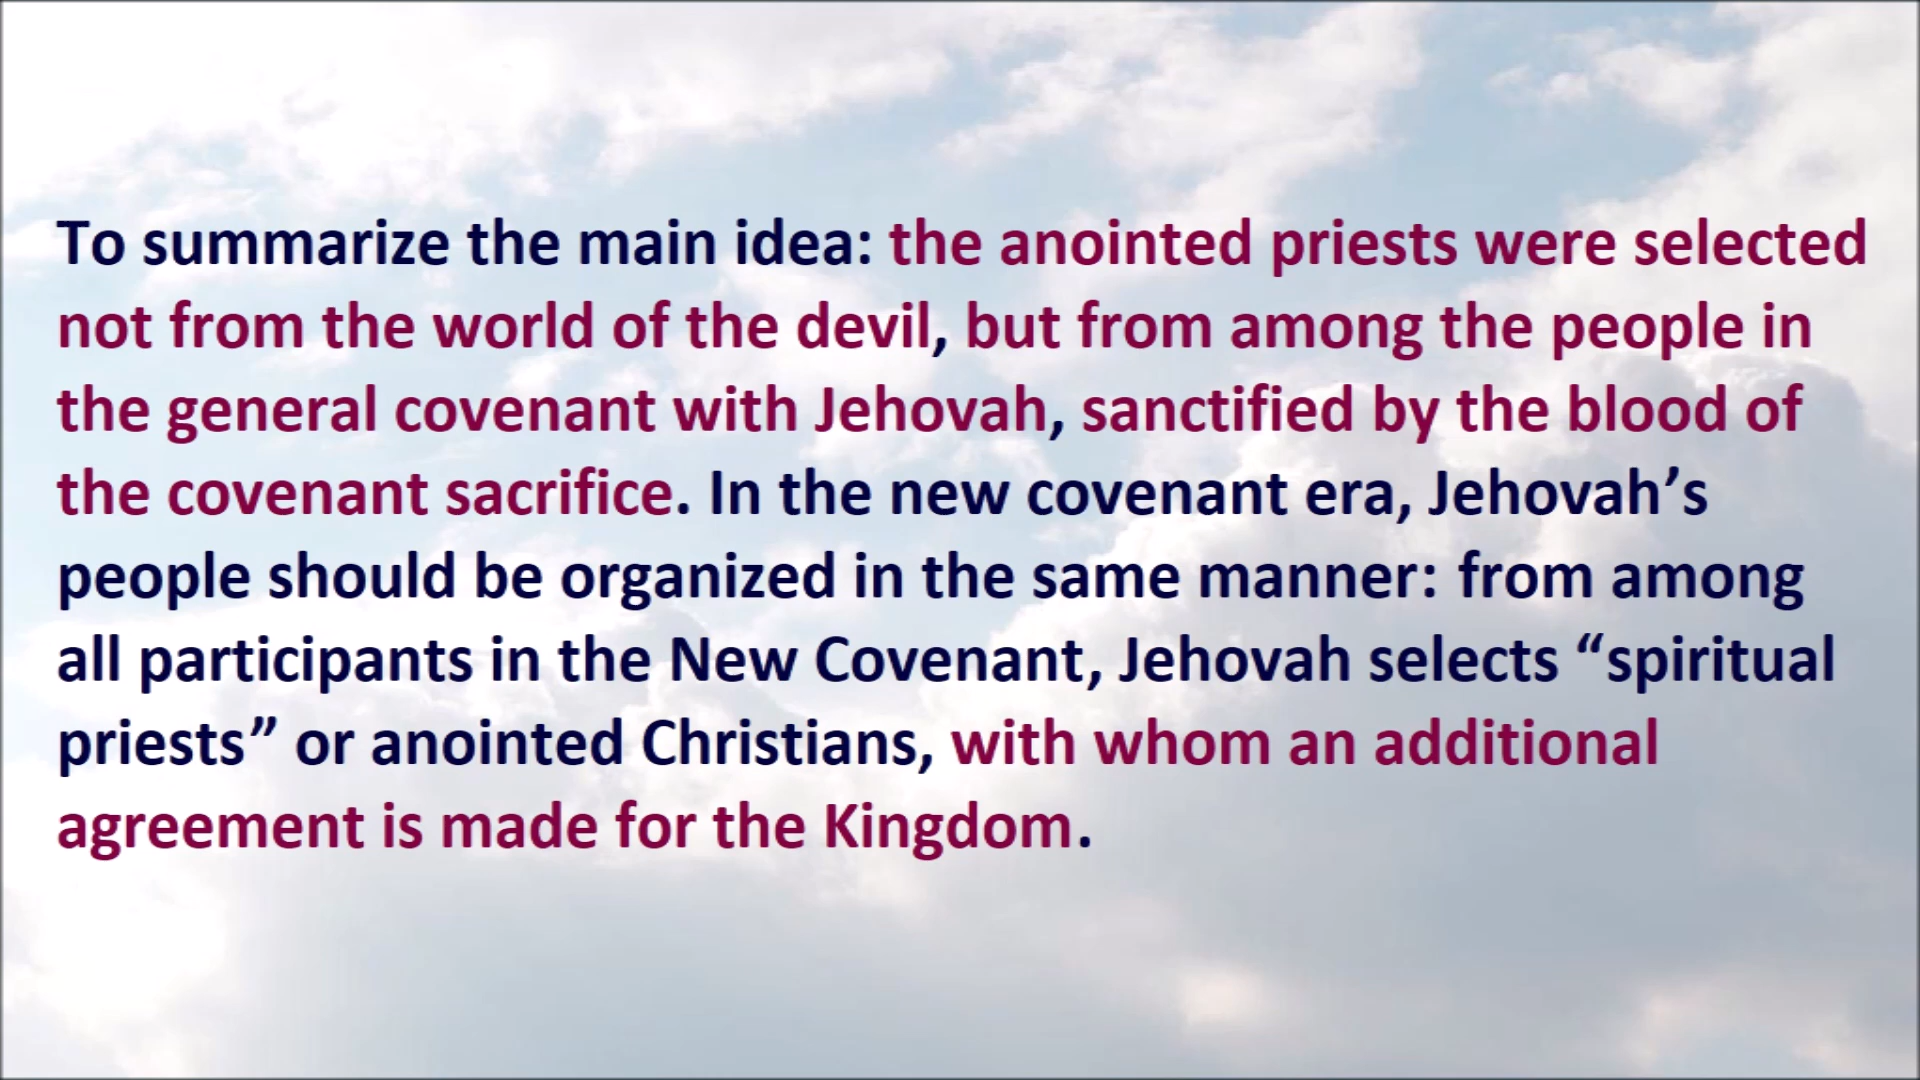 To summarize the main idea: the anointed priests were selected
not from the world of the devil, but from among the people in
the general covenant with Jehovah, sanctified by the blood of
the covenant sacrifice. In the new covenant era, Jehovah’s
people should be organized in the same manner: from among
all participants in the New Covenant, Jehovah selects “spiritual
priests” or anointed Christians, with whom an additional
agreement is made for the Kingdom.